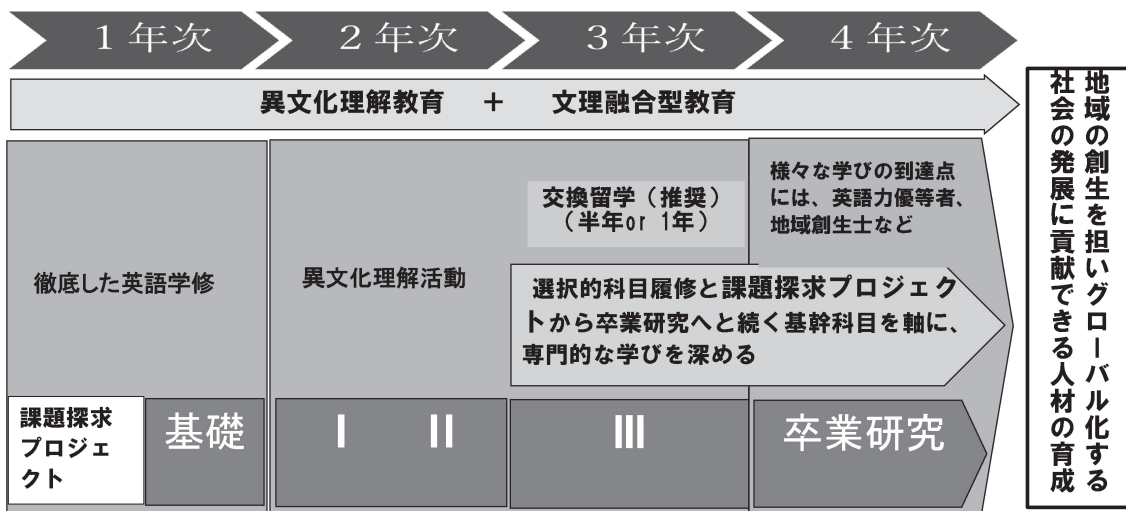 1年次
2年次
3年次
4年次
異文化理解教育 + 文理融合型教育
徹底した英語学修
異文化理解活動
交換留学（推奨）
（半年or 1年）
様々な学びの到達点
には、英語力優等者、
地域創生士など
選択的科目履修と課題探求プロジェク
トから卒業研究へと続く基幹科目を軸に、
専門的な学びを深める
課題探求
プロジェ
クト
基礎
Ⅰ Ⅱ
Ⅲ
卒業研究
地域の創生を担いグローバル化する
社会の発展に貢献できる人材の育成